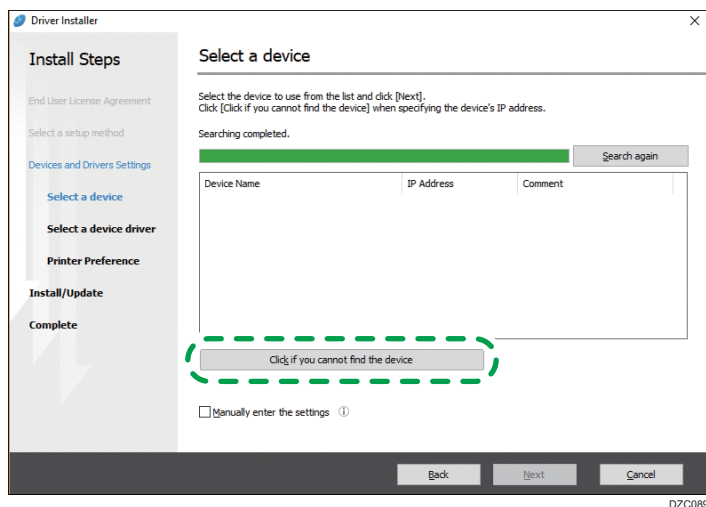 Driver Installer
Install Steps
End User License Agreement
Select a setup method
Devices and Drivers Settings
Select a device
Select a device driver
Printer Preference
Install/Update
Complete
Select a device
Select the device to use from the list and click [Next].
Click [Click if you cannot find the device] when specifying the device's IP address.
Searching completed.
Search again
Device Name IP Address Comment
Click if you cannot find the device
Manually enter the settings
Back Next Cancel
DZC089